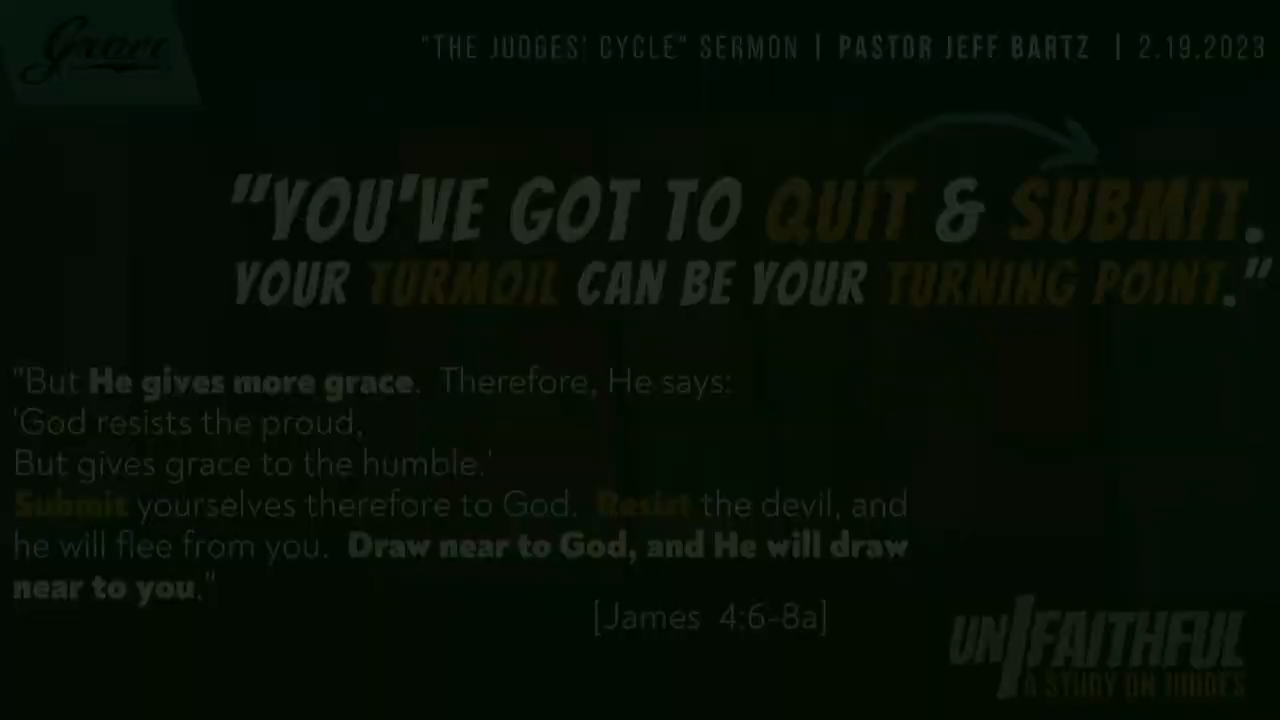 Grace
"THE JUDGES' CYCLE" SERMON | PASTOR JEFF BARTZ | 2.19.2023
"YOU'VE GOT TO QUIT & SUBMIT.
YOUR TURMOIL CAN BE YOUR TURNING POINT."
"But He gives more grace. Therefore, He says:
'God resists the proud,
But gives grace to the humble.'
Submit yourselves therefore to God. Resist the devil, and
he will flee from you. Draw near to God, and He will draw
near to you."
[James 4:6-8a]
UN|FAITHFUL
A STUDY ON JUDGES